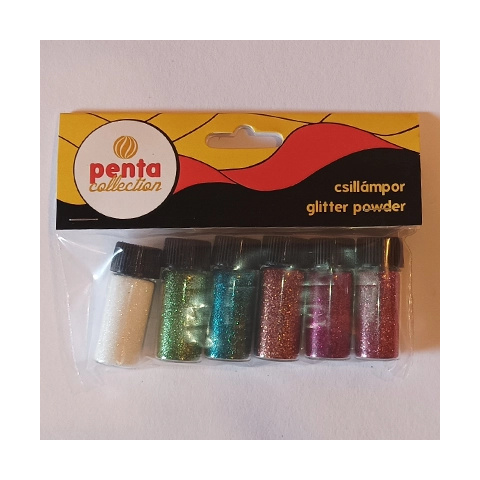 penta
collection
csillámpor
glitter powder